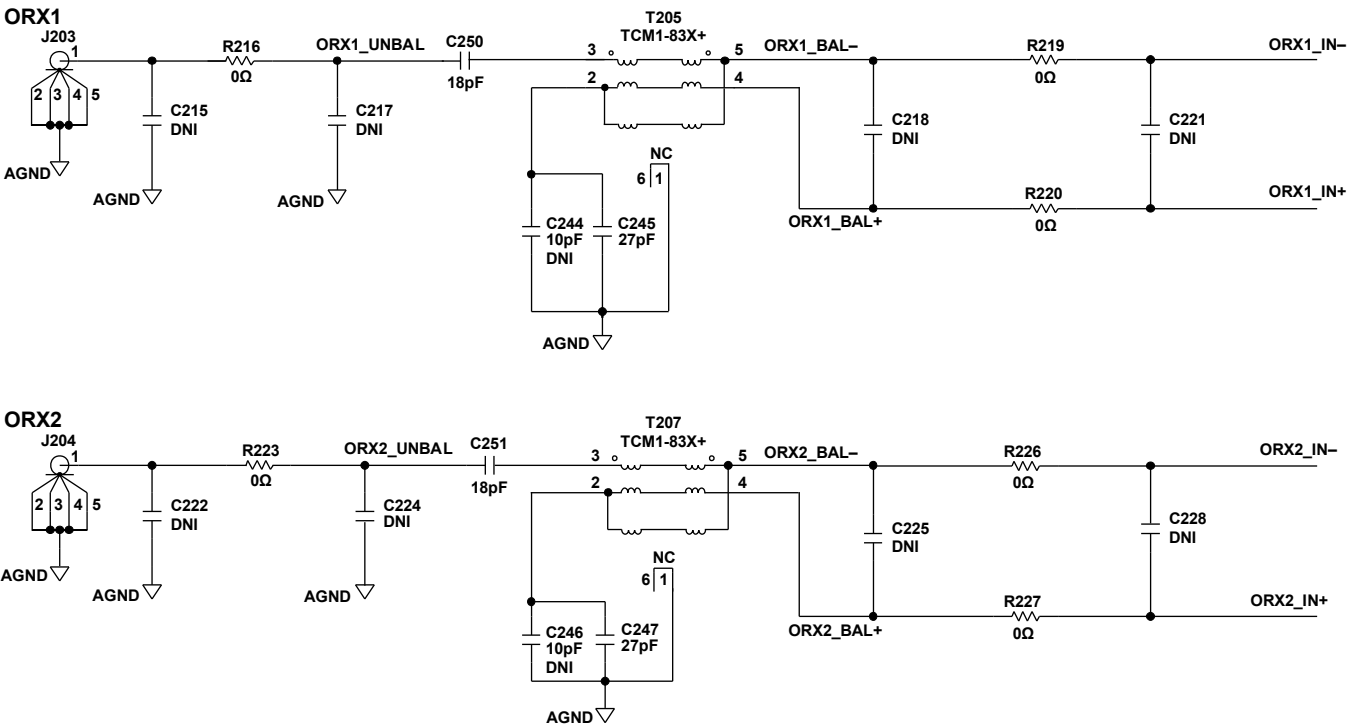 ORX1
J203
1
2 3 4 5
AGND
C215
DNI
AGND
R216
0Ω
ORX1_UNBAL
C217
DNI
AGND
C250
18pF
T205
TCM1-83X+
3
5
2
4
NC
6 1
C244
10pF
DNI
C245
27pF
AGND
ORX1_BAL–
ORX1_BAL+
C218
DNI
R219
0Ω
R220
0Ω
C221
DNI
ORX1_IN–
ORX1_IN+
ORX2
J204
1
2 3 4 5
AGND
C222
DNI
AGND
R223
0Ω
ORX2_UNBAL
C224
DNI
AGND
C251
18pF
T207
TCM1-83X+
3
5
2
4
NC
6 1
C246
10pF
DNI
C247
27pF
AGND
ORX2_BAL–
ORX2_BAL+
C225
DNI
R226
0Ω
R227
0Ω
C228
DNI
ORX2_IN–
ORX2_IN+